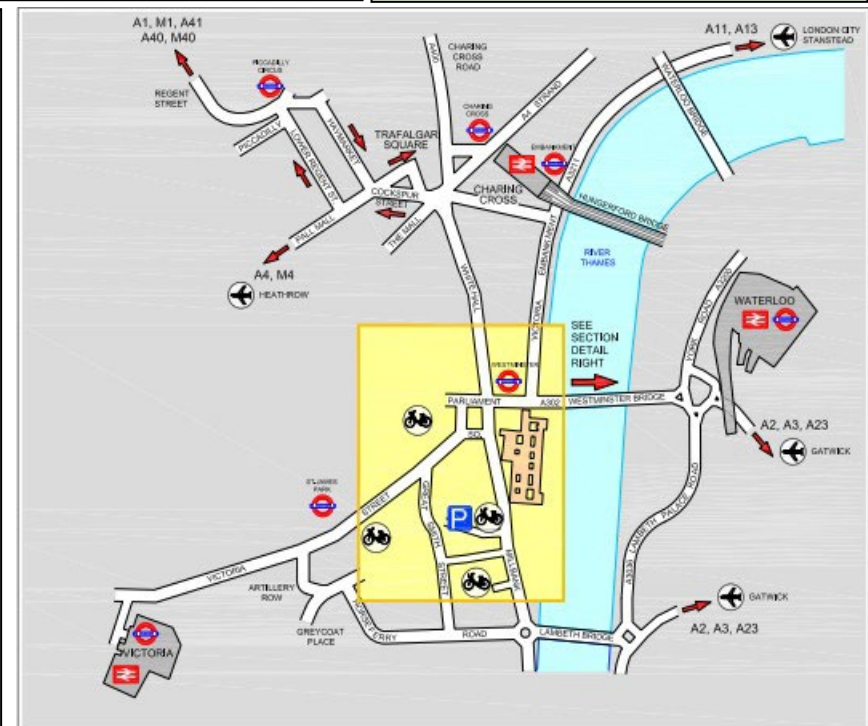 A1, M1, A41
A40, M40
A11, A13
LONDON CITY
STANSTEAD
A400
CHARING
CROSS
ROAD
PICCADILLY
CIRCUS
REGENT
STREET
CHARING
CROSS
A4 STRAND
WATERLOO BRIDGE
PICCADILLY
LOWER REGENT ST.
HAYMARKET
TRAFALGAR
SQUARE
EMBANKMENT
A3211
COCKSPUR
STREET
CHARING
CROSS
HUNGERFORD BRIDGE
PALL MALL
THE MALL
A4, M4
HEATHROW
WHITE HALL
VICTORIA EMBANKMENT
RIVER
THAMES
YORK ROAD A3200
WATERLOO
SEE
SECTION
DETAIL
RIGHT
WESTMINSTER
PARLIAMENT
SQ.
A302 WESTMINSTER BRIDGE
A2, A3, A23
GATWICK
ST.JAMES
PARK
VICTORIA STREET
GREAT SMITH STREET
P
MILLBANK
A3036 LAMBETH PALACE ROAD
ARTILLERY
ROW
GREYCOAT
PLACE
HORSEFERRY ROAD
LAMBETH BRIDGE
GATWICK
A2, A3, A23
VICTORIA